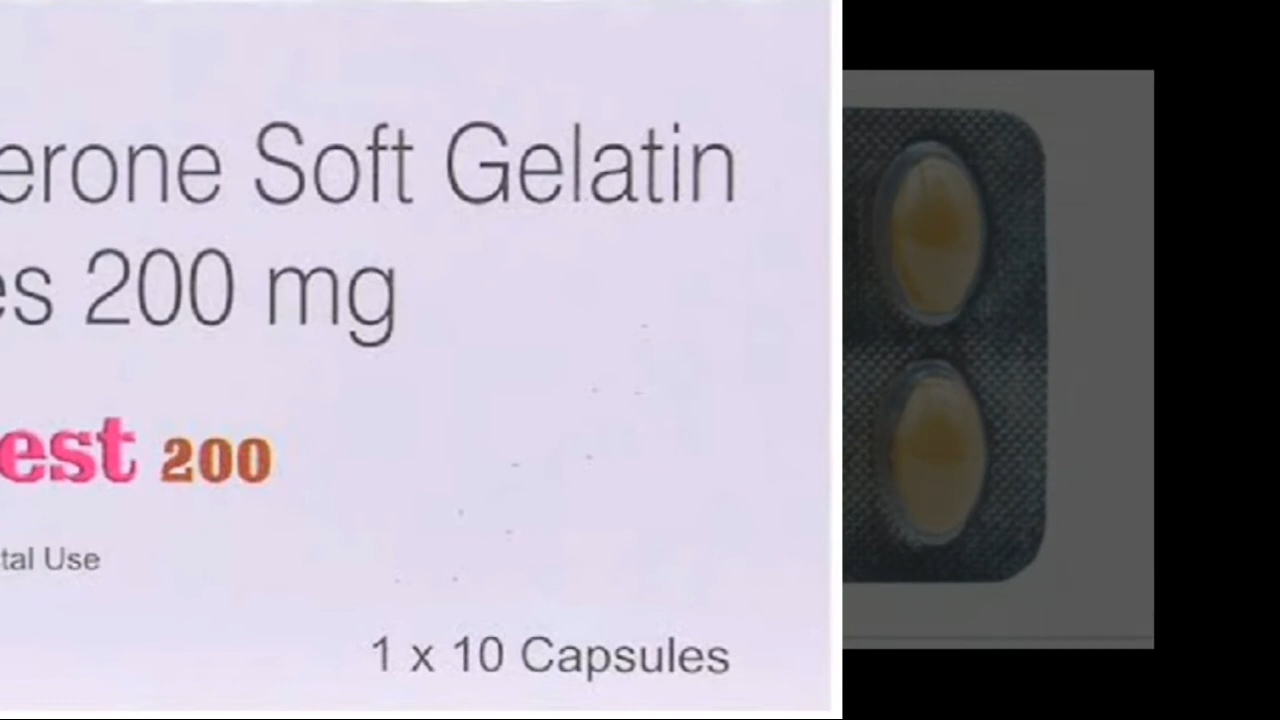 erone Soft Gelatin
es 200 mg
est 200
tal Use
1 x 10 Capsules